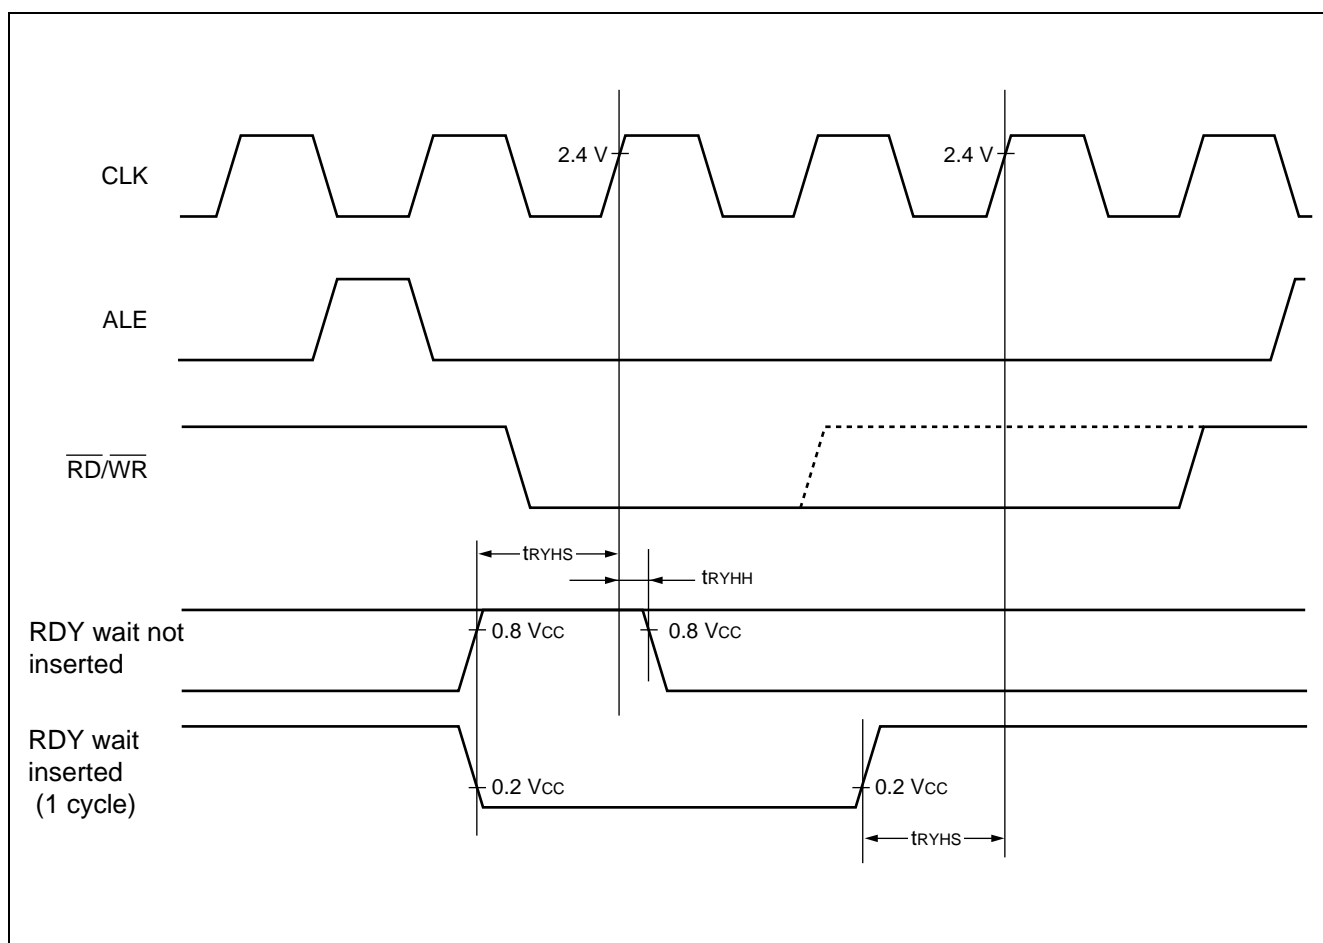 2.4 V
2.4 V
CLK
ALE
RD/WR
tRYHS
tRYHH
RDY wait not
inserted
0.8 VCC
0.8 VCC
RDY wait
inserted
(1 cycle)
0.2 VCC
0.2 VCC
tRYHS